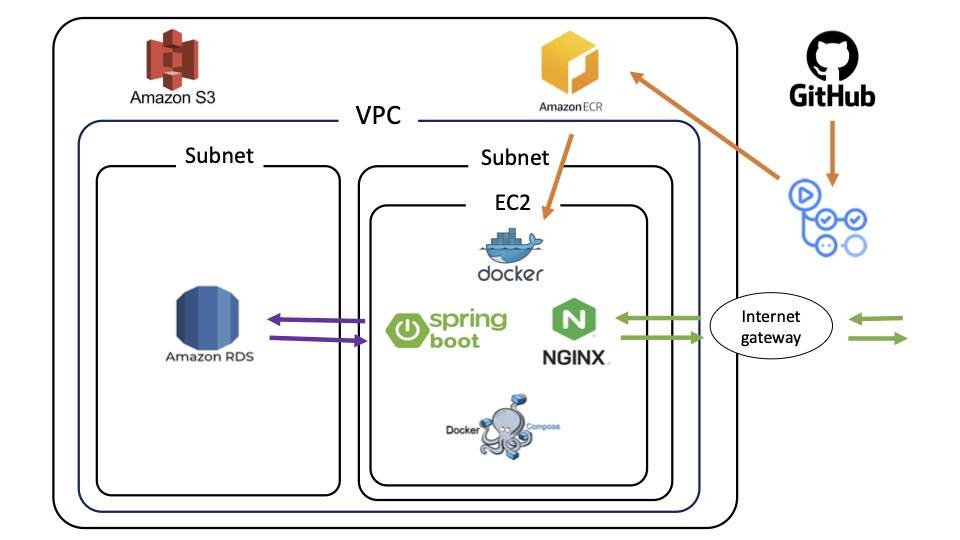 Amazon S3
Amazon ECR
GitHub
VPC
Subnet
Subnet
EC2
docker
Amazon RDS
spring
boot
NGINX
Internet
gateway
Docker Compose